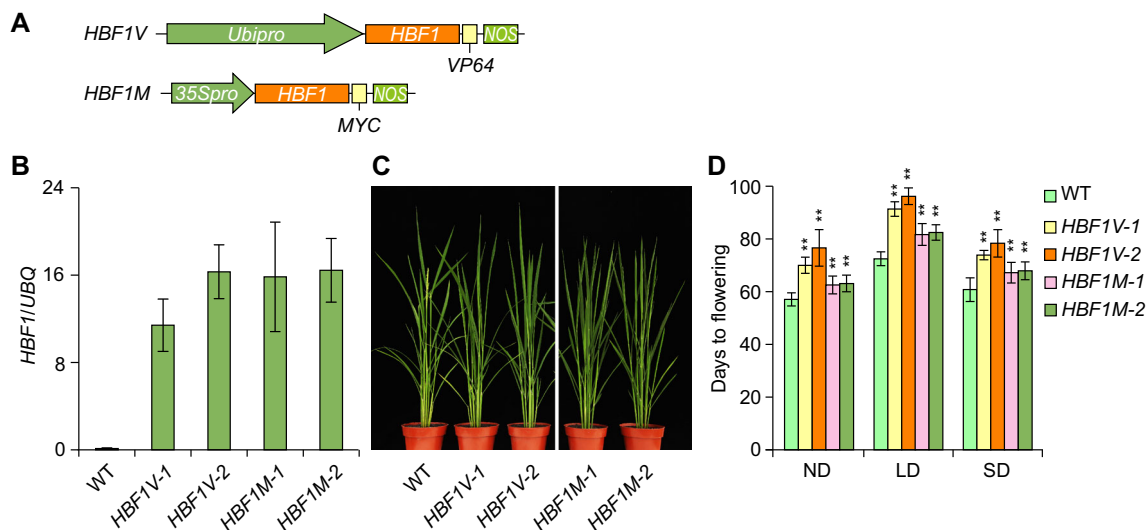 A
HBF1V
Ubipro
HBF1
NOS
VP64
HBF1M
35Spro
HBF1
NOS
MYC
B
HBF1/UBQ
24
16
8
0
WT
HBF1V-1
HBF1V-2
HBF1M-1
HBF1M-2
C
WT
HBF1V-1
HBF1V-2
HBF1M-1
HBF1M-2
D
Days to flowering
100
80
60
40
20
0
** ** ** **
** ** ** **
** ** ** **
ND LD SD
WT
HBF1V-1
HBF1V-2
HBF1M-1
HBF1M-2